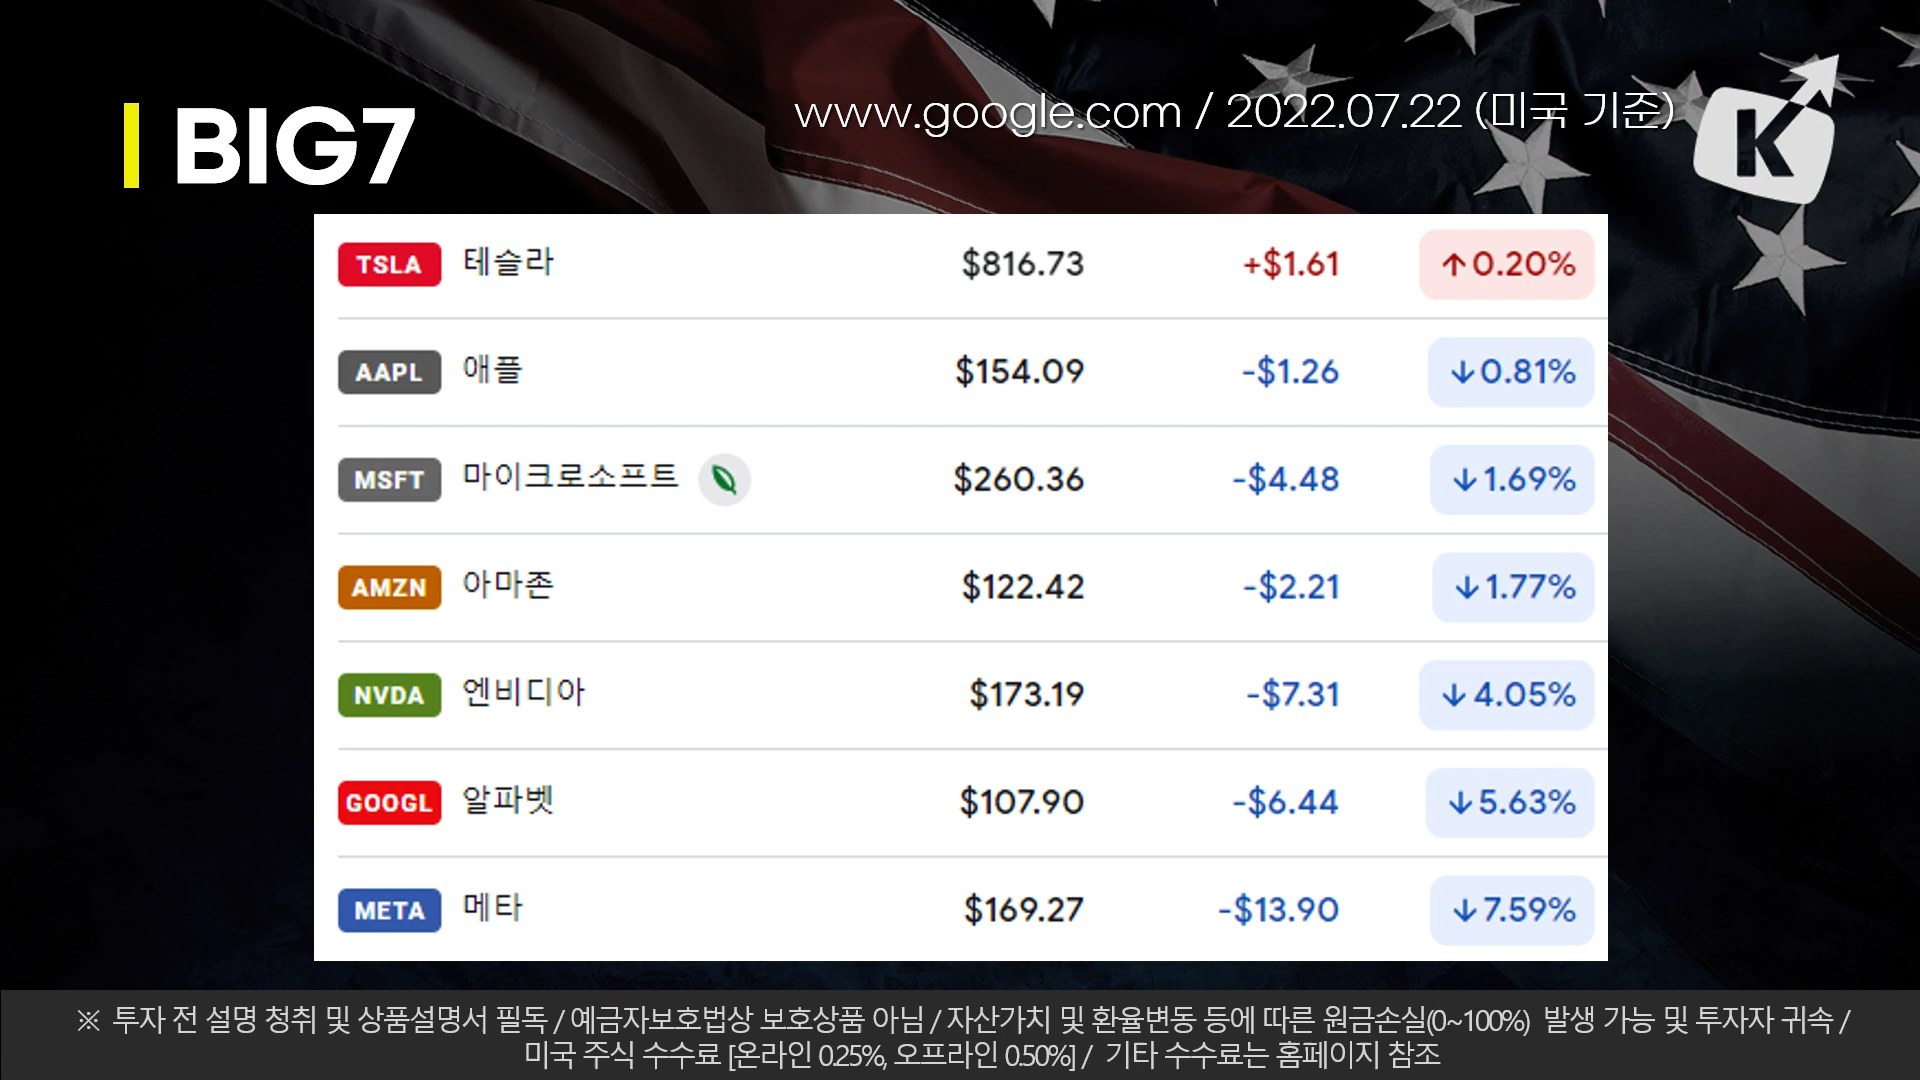 BIG7
www.google.com / 2022.07.22 (미국 기준)
K
TSLA 테슬라 $816.73 +$1.61 ↑0.20%
AAPL 애플 $154.09 -$1.26 ↓0.81%
MSFT 마이크로소프트 $260.36 -$4.48 ↓1.69%
AMZN 아마존 $122.42 -$2.21 ↓1.77%
NVDA 엔비디아 $173.19 -$7.31 ↓4.05%
GOOGL 알파벳 $107.90 -$6.44 ↓5.63%
META 메타 $169.27 -$13.90 ↓7.59%
※ 투자 전 설명 청취 및 상품설명서 필독 / 예금자보호법상 보호상품 아님 / 자산가치 및 환율변동 등에 따른 원금손실(0~100%) 발생 가능 및 투자자 귀속 /
미국 주식 수수료 [온라인 0.25%, 오프라인 0.50%] / 기타 수수료는 홈페이지 참조